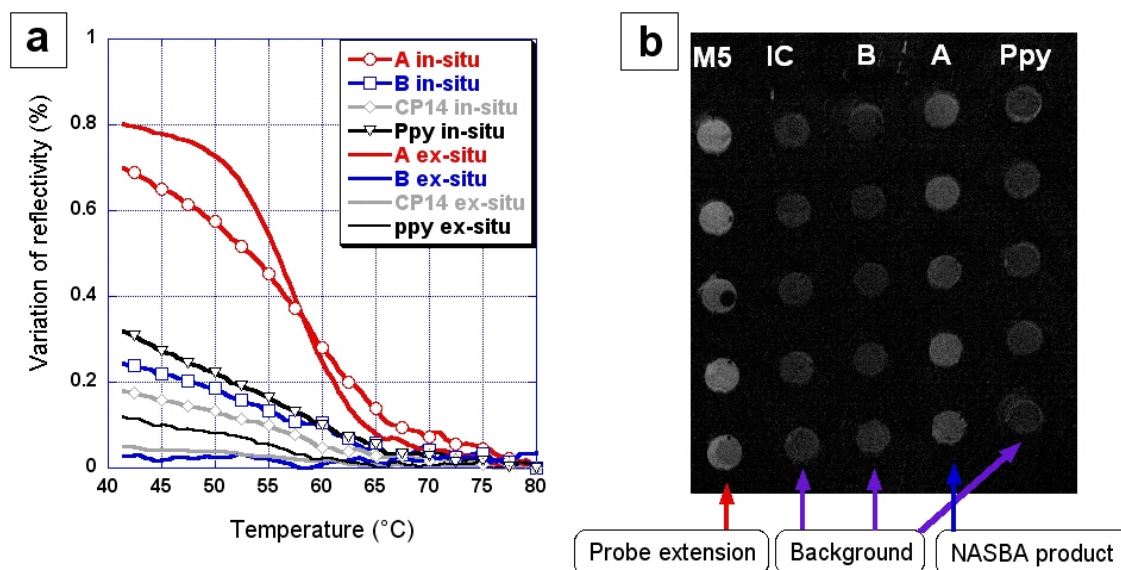 a
1
0.8
0.6
0.4
0.2
0
Variation of reflectivity (%)
40 45 50 55 60 65 70 75 80
Temperature (°C)
A in-situ
B in-situ
CP14 in-situ
Ppy in-situ
A ex-situ
B ex-situ
CP14 ex-situ
ppy ex-situ
b
M5 IC B A Ppy
Probe extension
Background
NASBA product